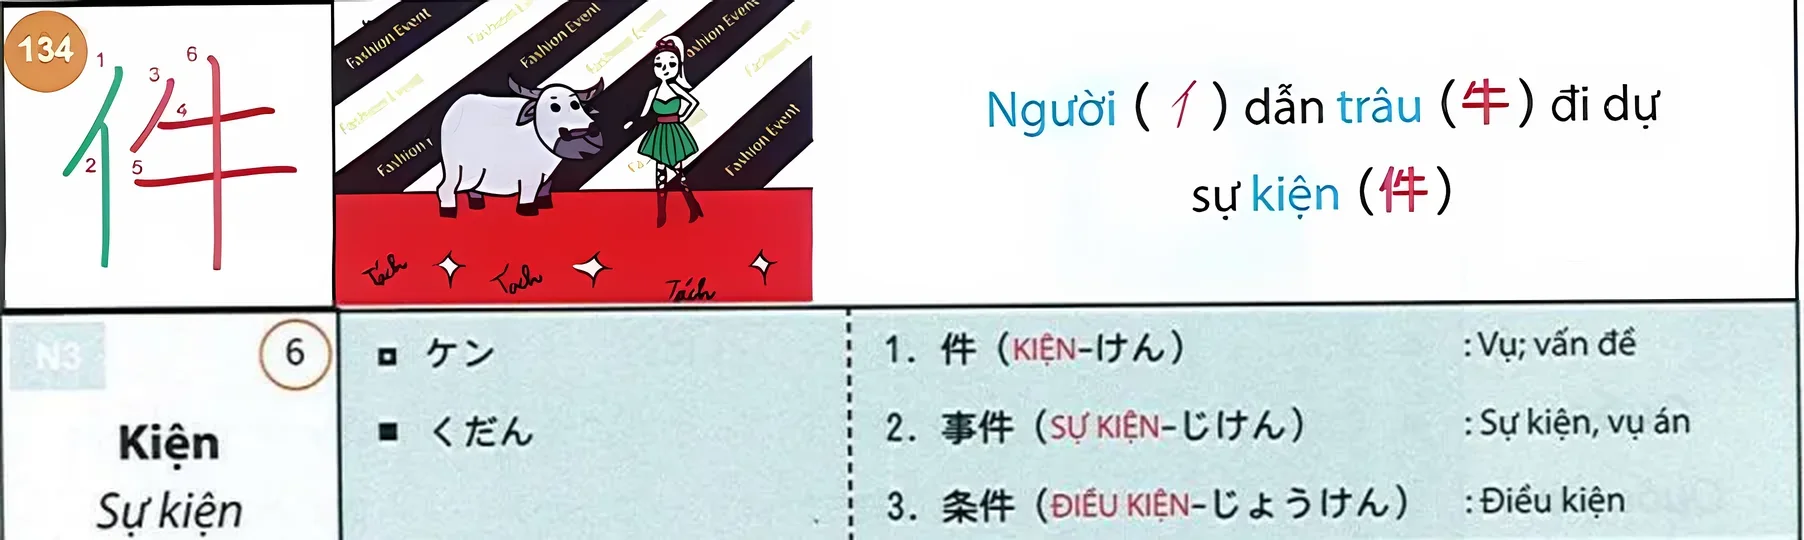 134
1
2
3
4
5
6
件
Fashion Event
Fashion Event
Fashion Event
Fashion Event
Fashion Event
Fashion Event
Tách
Tách
Tách
Người (亻) dẫn trâu (牛) đi dự
sự kiện (件)
N3
6
Kiện
Sự kiện
ケン
くだん
1. 件 (KIỆN-けん) : Vụ; vấn đề
2. 事件 (SỰ KIỆN-じけん) : Sự kiện, vụ án
3. 条件 (ĐIỀU KIỆN-じょうけん) : Điều kiện